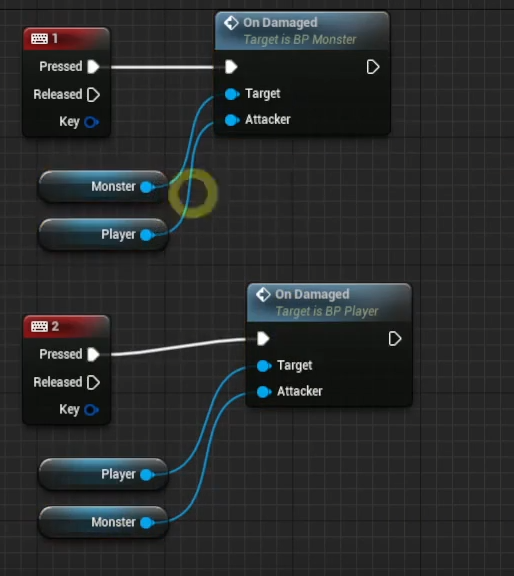 1
Pressed
Released
Key
On Damaged
Target is BP Monster
Target
Attacker
Monster
Player
2
Pressed
Released
Key
On Damaged
Target is BP Player
Target
Attacker
Player
Monster